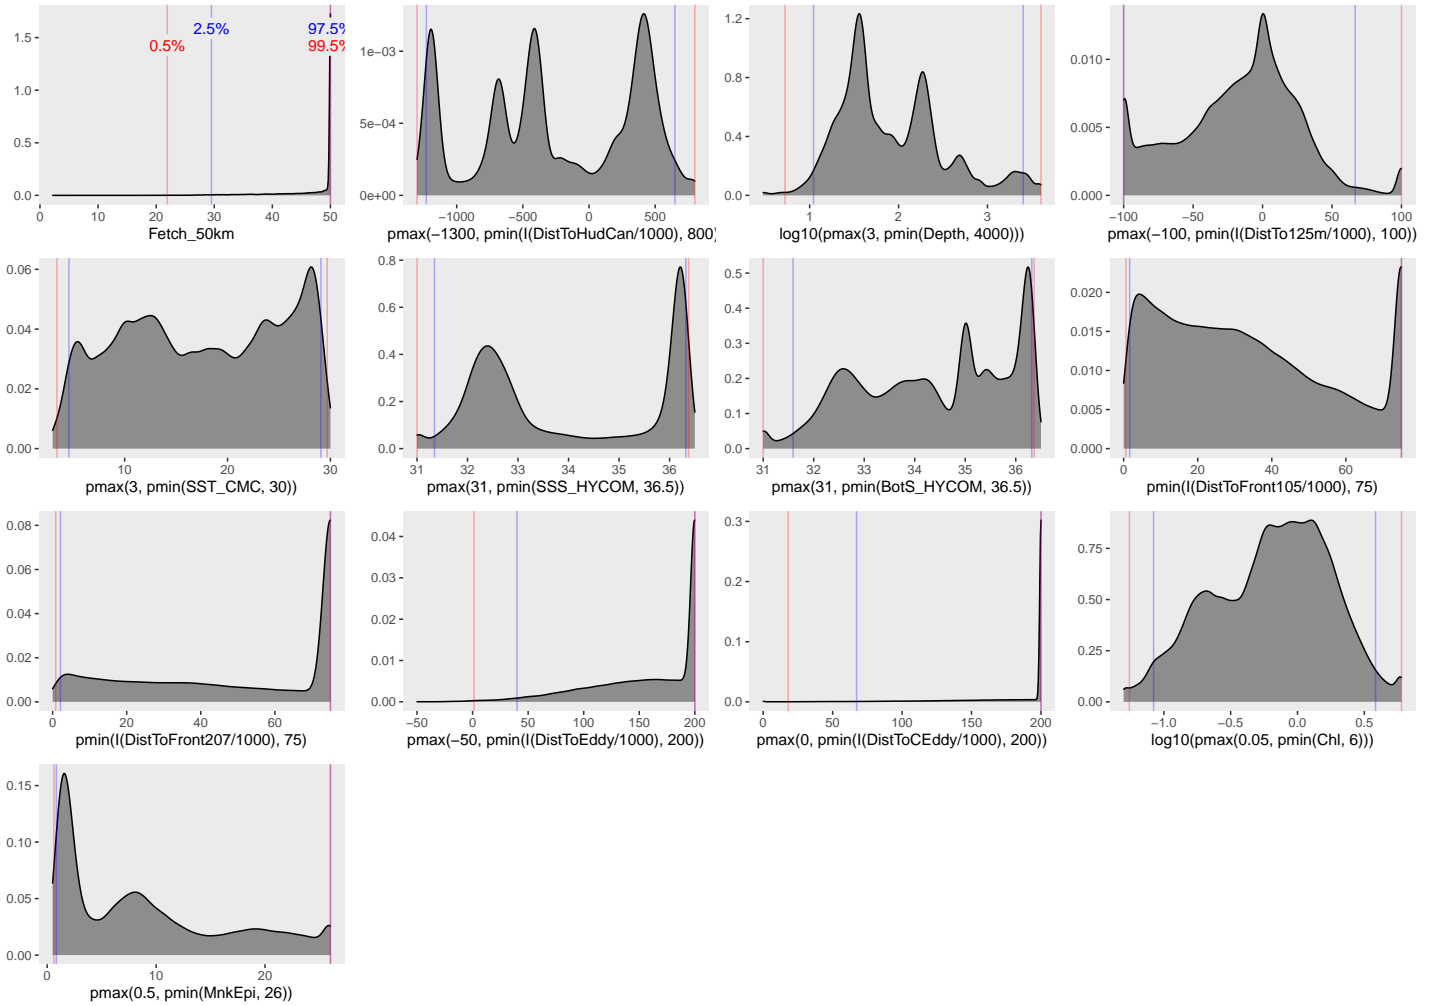 1.5
1.0
0.5
0.0
2.5%
97.5%
0.5%
99.5%
0 10 20 30 40 50
Fetch_50km
1e−03
5e−04
0e+00
−1000 −500 0 500
pmax(−1300, pmin(I(DistToHudCan/1000), 800)
1.2
0.8
0.4
0.0
1 2 3
log10(pmax(3, pmin(Depth, 4000)))
0.010
0.005
0.000
−100 −50 0 50 100
pmax(−100, pmin(I(DistTo125m/1000), 100))
0.06
0.04
0.02
0.00
10 20 30
pmax(3, pmin(SST_CMC, 30))
0.8
0.6
0.4
0.2
0.0
31 32 33 34 35 36
pmax(31, pmin(SSS_HYCOM, 36.5))
0.5
0.4
0.3
0.2
0.1
0.0
31 32 33 34 35 36
pmax(31, pmin(BotS_HYCOM, 36.5))
0.020
0.015
0.010
0.005
0.000
0 20 40 60
pmin(I(DistToFront105/1000), 75)
0.08
0.06
0.04
0.02
0.00
0 20 40 60
pmin(I(DistToFront207/1000), 75)
0.04
0.03
0.02
0.01
0.00
−50 0 50 100 150 200
pmax(−50, pmin(I(DistToEddy/1000), 200))
0.3
0.2
0.1
0.0
0 50 100 150 200
pmax(0, pmin(I(DistToCEddy/1000), 200))
0.75
0.50
0.25
0.00
−1.0 −0.5 0.0 0.5
log10(pmax(0.05, pmin(Chl, 6)))
0.15
0.10
0.05
0.00
0 10 20
pmax(0.5, pmin(MnkEpi, 26))